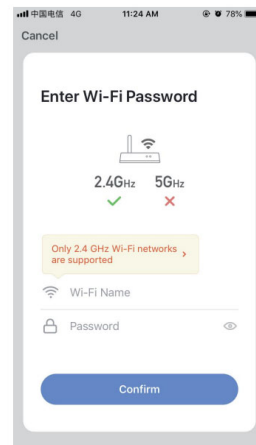 中国电信 4G 11:24 AM 78%
Cancel
Enter Wi-Fi Password
2.4GHz 5GHz
Only 2.4 GHz Wi-Fi networks
are supported
Wi-Fi Name
Password
Confirm